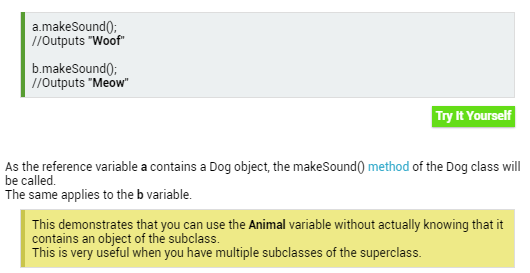 a.makeSound();
//Outputs "Woof"
b.makeSound();
//Outputs "Meow"
Try It Yourself
As the reference variable a contains a Dog object, the makeSound() method of the Dog class will
be called.
The same applies to the b variable.
This demonstrates that you can use the Animal variable without actually knowing that it
contains an object of the subclass.
This is very useful when you have multiple subclasses of the superclass.